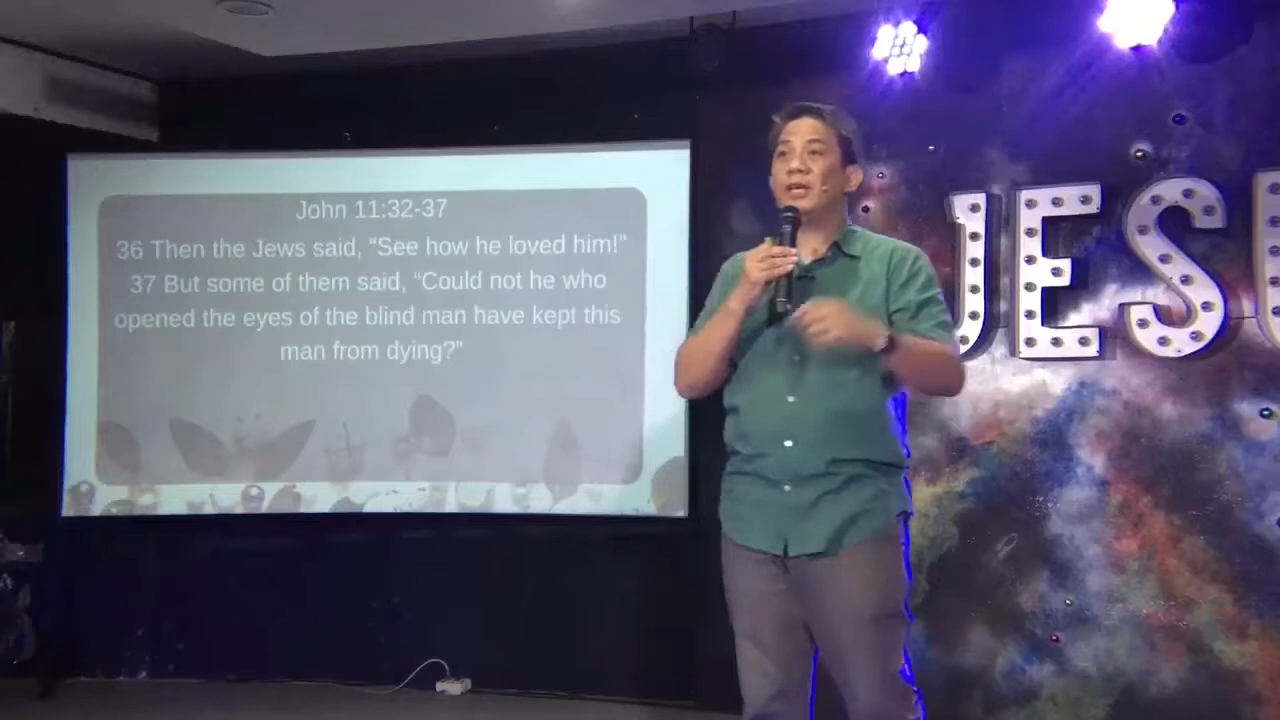 John 11:32-37
36 Then the Jews said, “See how he loved him!”
37 But some of them said, “Could not he who
opened the eyes of the blind man have kept this
man from dying?”
JESU